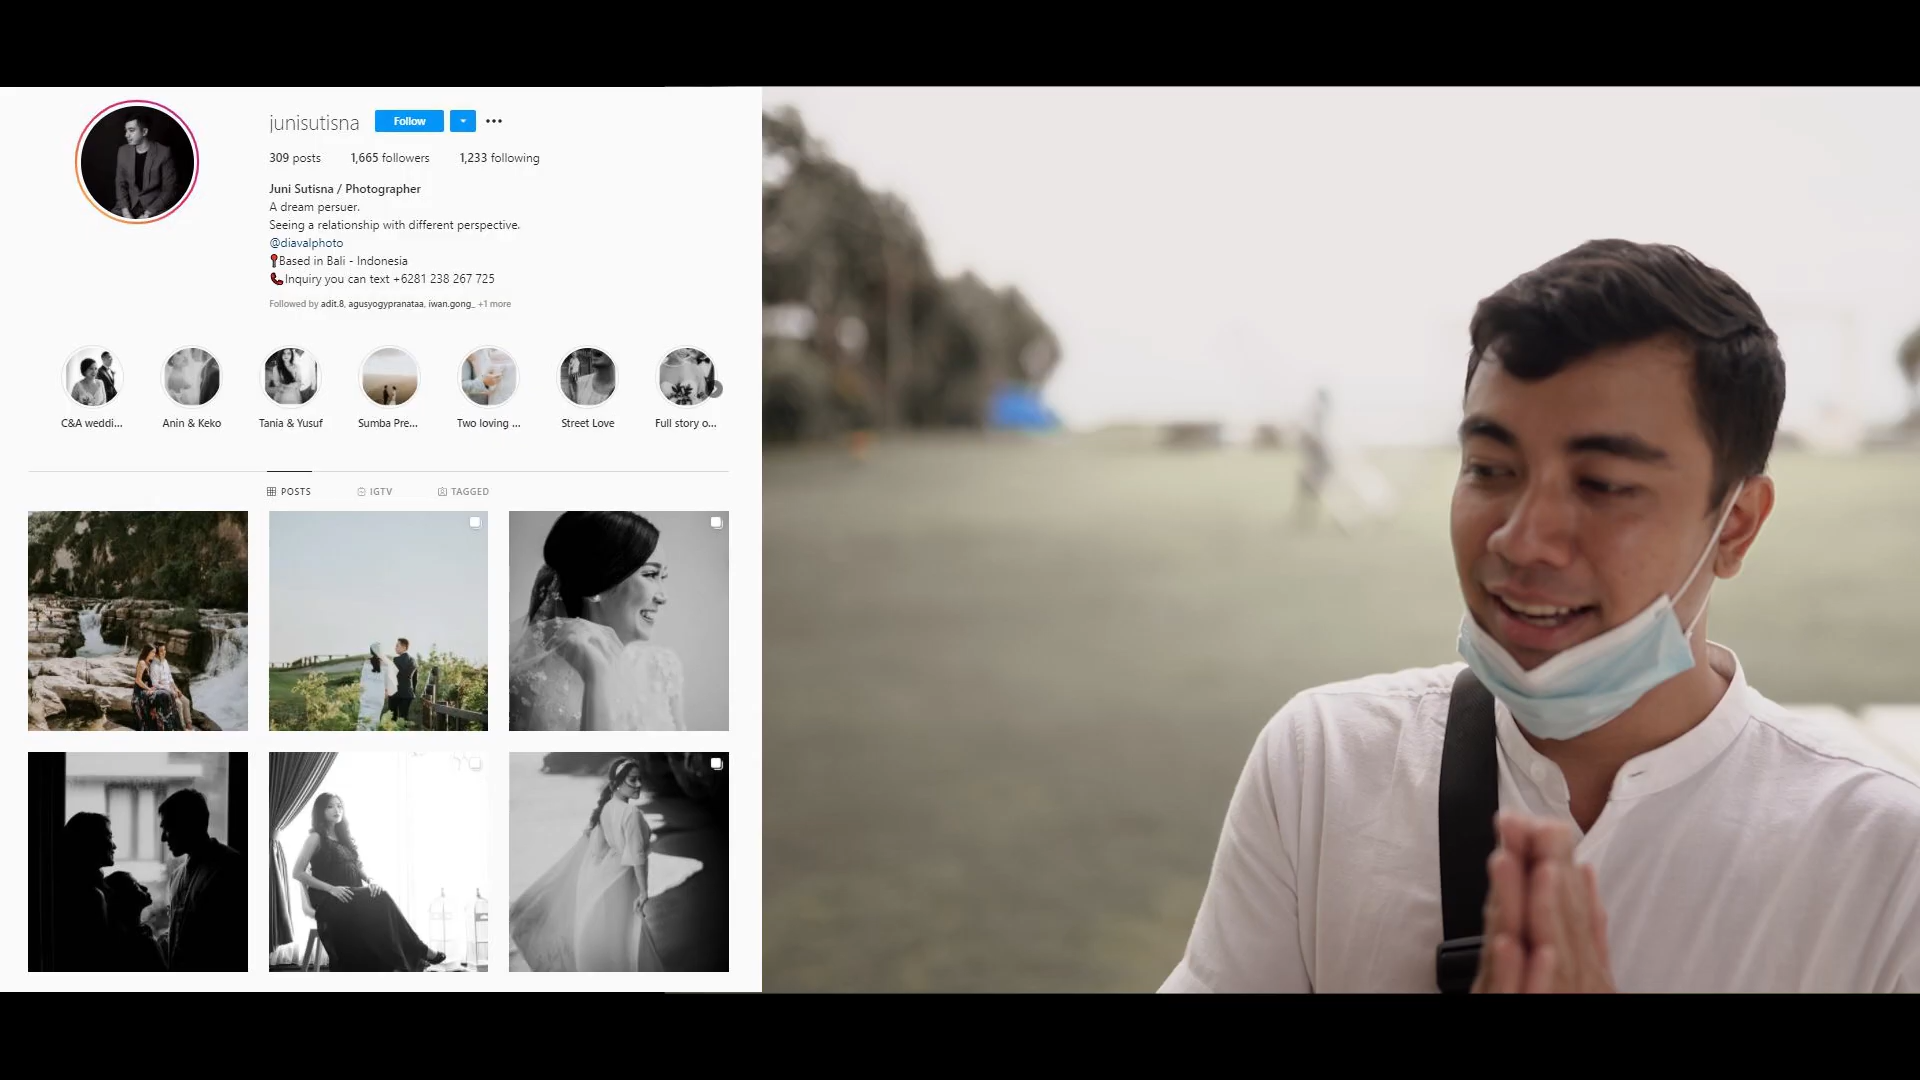 junisutisna Follow
309 posts 1,665 followers 1,233 following
Juni Sutisna / Photographer
A dream persuer.
Seeing a relationship with different perspective.
@diavalphoto
Based in Bali - Indonesia
Inquiry you can text +6281 238 267 725
Followed by adit.8, agusyogypranataa, iwan.gong_ +1 more
C&A weddi... Anin & Keko Tania & Yusuf Sumba Pre... Two loving ... Street Love Full story o...
POSTS IGTV TAGGED